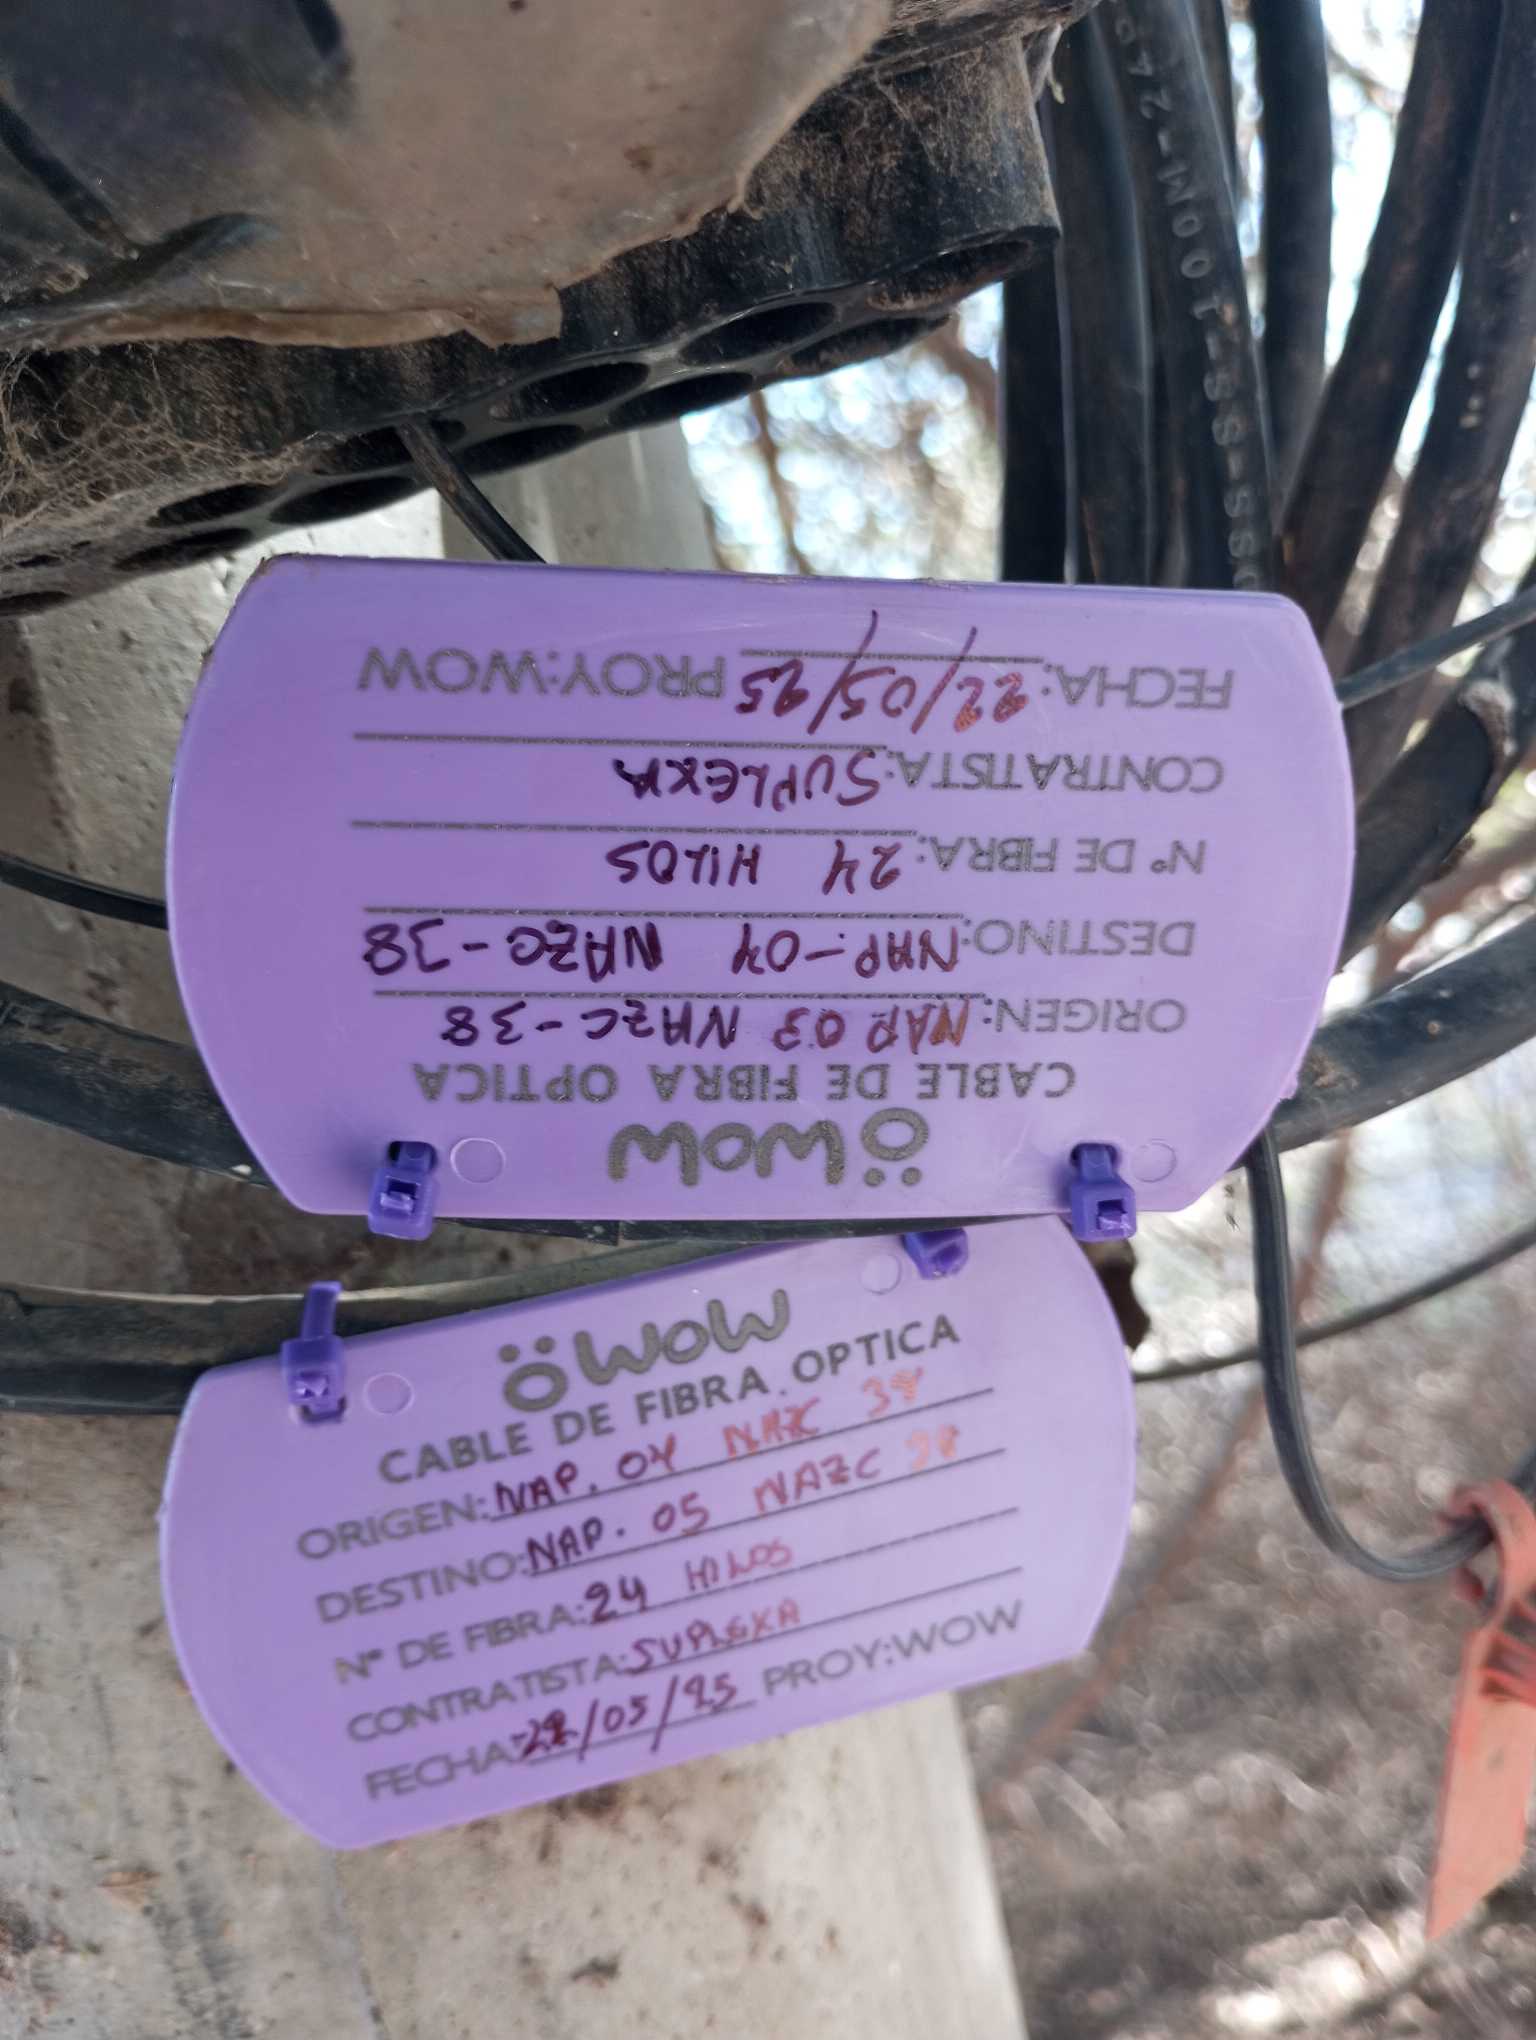 WOW
CABLE DE FIBRA OPTICA
ORIGEN: NAP 03 NAZC-38
DESTINO: NAP-04 NAZC-38
N° DE FIBRA: 24 HILOS
CONTRATISTA: SUPLEXA
FECHA: 22/05/25 PROY:WOW
WOW
CABLE DE FIBRA OPTICA
ORIGEN: NAP. 04 NAZC 38
DESTINO: NAP. 05 NAZC 38
N° DE FIBRA: 24 HILOS
CONTRATISTA: SUPLEXA
FECHA: 22/05/25 PROY:WOW